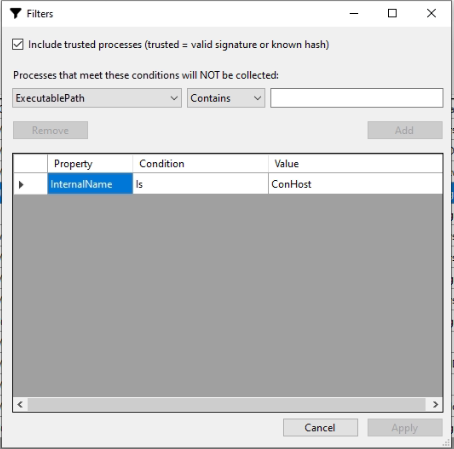 Filters
Include trusted processes (trusted = valid signature or known hash)
Processes that meet these conditions will NOT be collected:
ExecutablePath Contains
Remove Add
Property Condition Value
InternalName Is ConHost
Cancel Apply